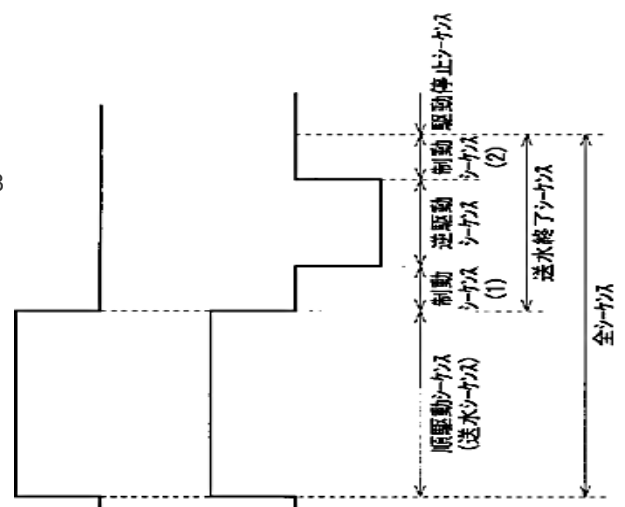 順駆動シーケンス
(送水シーケンス)
制動
シーケンス
(1)
逆駆動
シーケンス
制動
シーケンス
(2)
駆動停止シーケンス
送水終了シーケンス
全シーケンス